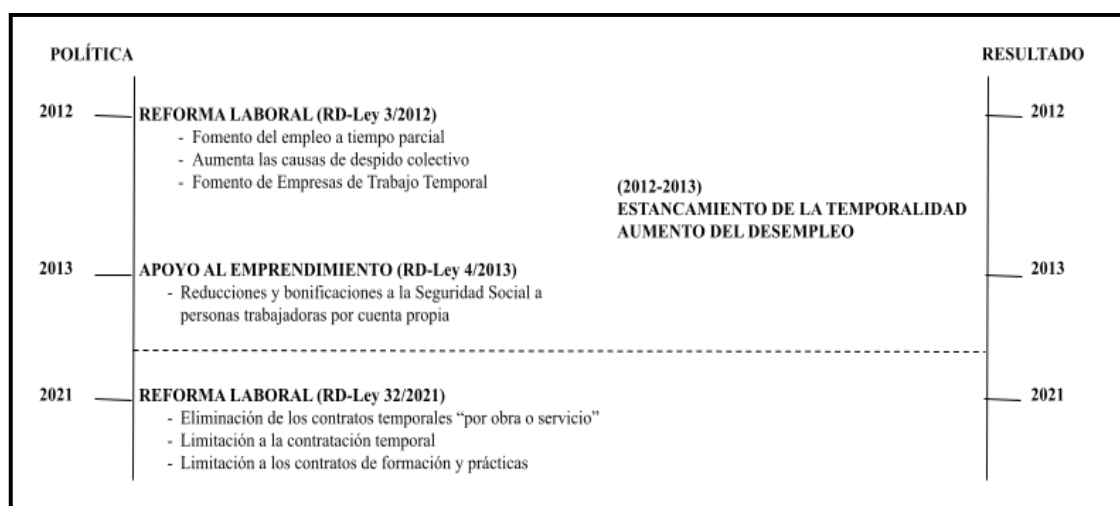 POLÍTICA
RESULTADO
2012
REFORMA LABORAL (RD-Ley 3/2012)
2012
- Fomento del empleo a tiempo parcial
- Aumenta las causas de despido colectivo
- Fomento de Empresas de Trabajo Temporal
(2012-2013)
ESTANCAMIENTO DE LA TEMPORALIDAD
AUMENTO DEL DESEMPLEO
2013
APOYO AL EMPRENDIMIENTO (RD-Ley 4/2013)
2013
- Reducciones y bonificaciones a la Seguridad Social a
personas trabajadoras por cuenta propia
2021
REFORMA LABORAL (RD-Ley 32/2021)
2021
- Eliminación de los contratos temporales “por obra o servicio”
- Limitación a la contratación temporal
- Limitación a los contratos de formación y prácticas